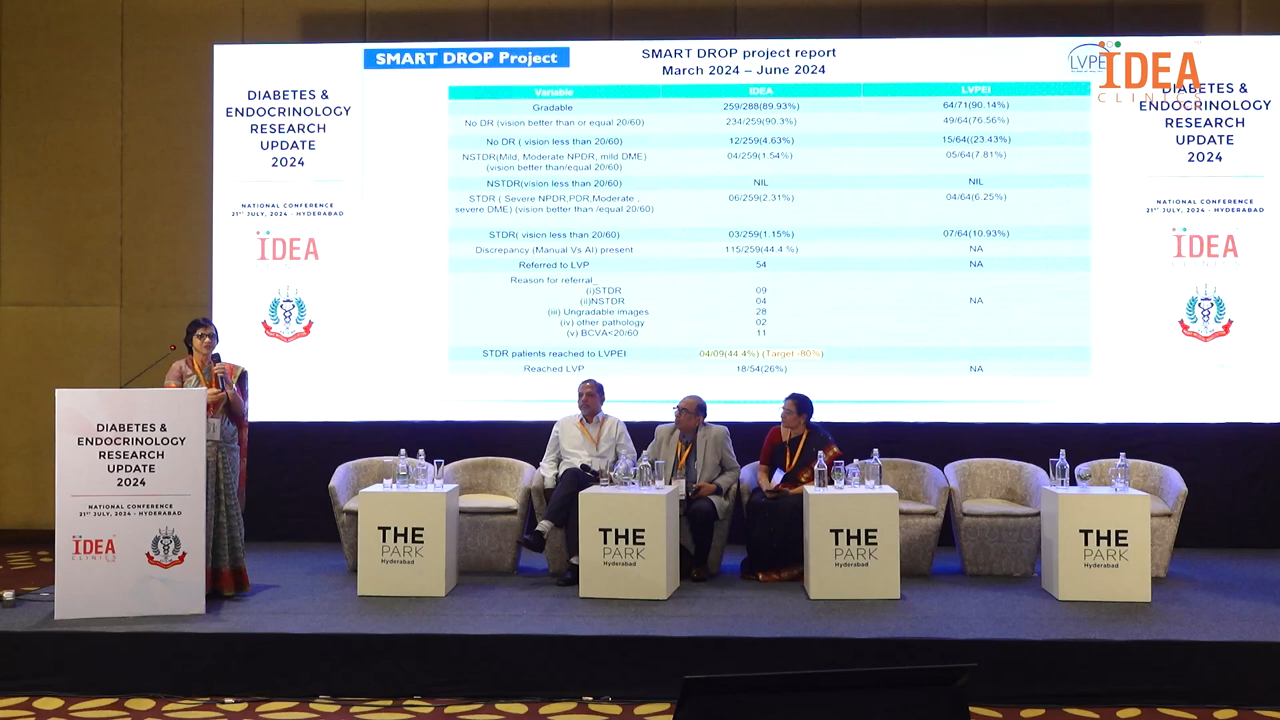 SMART DROP Project
SMART DROP project report
March 2024 – June 2024
LVPE
IDEA
CLINICS
DIABETES &
ENDOCRINOLOGY
RESEARCH
UPDATE
2024
NATIONAL CONFERENCE
21ST JULY, 2024 - HYDERABAD
IDEA
Variable IDEA LVPEI
Gradable 259/288(89.93%) 64/71(90.14%)
No DR (vision better than or equal 20/60) 234/259(90.3%) 49/64(76.56%)
No DR ( vision less than 20/60) 12/259(4.63%) 15/64((23.43%)
NSTDR(Mild, Moderate NPDR, mild DME) 04/259(1.54%) 05/64(7.81%)
(vision better than/equal 20/60)
NSTDR(vision less than 20/60) NIL NIL
STDR ( Severe NPDR,PDR,Moderate , 06/259(2.31%) 04/64(6.25%)
severe DME) (vision better than /equal 20/60)
STDR( vision less than 20/60) 03/259(1.15%) 07/64(10.93%)
Discrepancy (Manual Vs AI) present 115/259(44.4 %) NA
Referred to LVP 54 NA
Reason for referral_
(i)STDR 09
(ii)NSTDR 04 NA
(iii) Ungradable images 28
(iv) other pathology 02
(v) BCVA<20/60 11
STDR patients reached to LVPEI 04/09(44.4%) (Target -80%)
Reached LVP 18/54(26%) NA
DIABETES &
ENDOCRINOLOGY
RESEARCH
UPDATE
2024
NATIONAL CONFERENCE
21ST JULY, 2024 - HYDERABAD
IDEA
CLINICS
DIABETES &
ENDOCRINOLOGY
RESEARCH
UPDATE
2024
NATIONAL CONFERENCE
21ST JULY, 2024 - HYDERABAD
IDEA
CLINICS
THE
PARK
Hyderabad
THE
PARK
Hyderabad
THE
PARK
Hyderabad
THE
PARK
Hyderabad